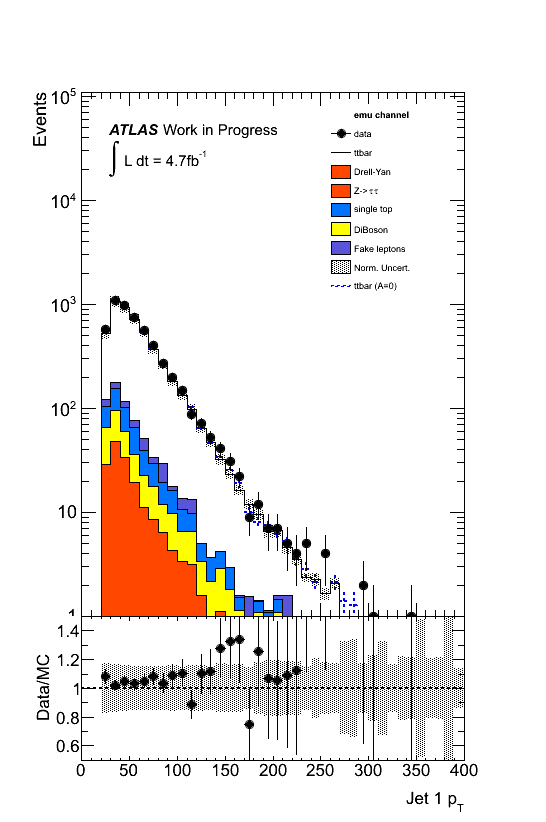 10^5
Events
ATLAS Work in Progress
∫ L dt = 4.7fb^-1
emu channel
data
ttbar
Drell-Yan
Z->ττ
single top
DiBoson
Fake leptons
Norm. Uncert.
ttbar (A=0)
10^4
10^3
10^2
10
1
Data/MC
1.4
1.2
1
0.8
0.6
0 50 100 150 200 250 300 350 400
Jet 1 p_T